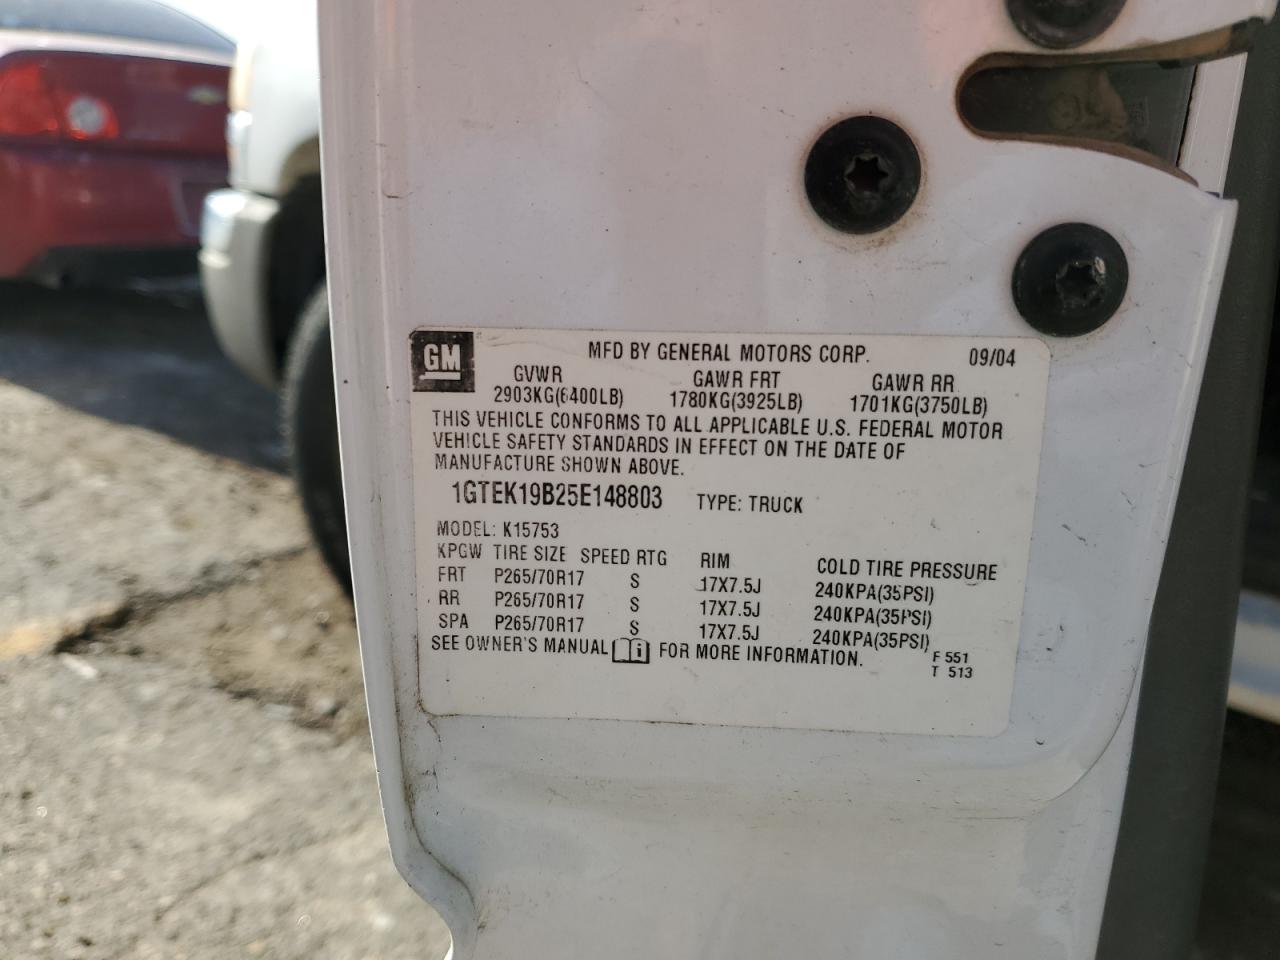 GM
MFD BY GENERAL MOTORS CORP. 09/04
GVWR GAWR FRT GAWR RR
2903KG(6400LB) 1780KG(3925LB) 1701KG(3750LB)
THIS VEHICLE CONFORMS TO ALL APPLICABLE U.S. FEDERAL MOTOR
VEHICLE SAFETY STANDARDS IN EFFECT ON THE DATE OF
MANUFACTURE SHOWN ABOVE.
1GTEK19B25E148803 TYPE: TRUCK
MODEL: K15753
KPGW TIRE SIZE SPEED RTG RIM COLD TIRE PRESSURE
FRT P265/70R17 S 17X7.5J 240KPA(35PSI)
RR P265/70R17 S 17X7.5J 240KPA(35PSI)
SPA P265/70R17 S 17X7.5J 240KPA(35PSI)
SEE OWNER'S MANUAL i FOR MORE INFORMATION.
F 551
T 513